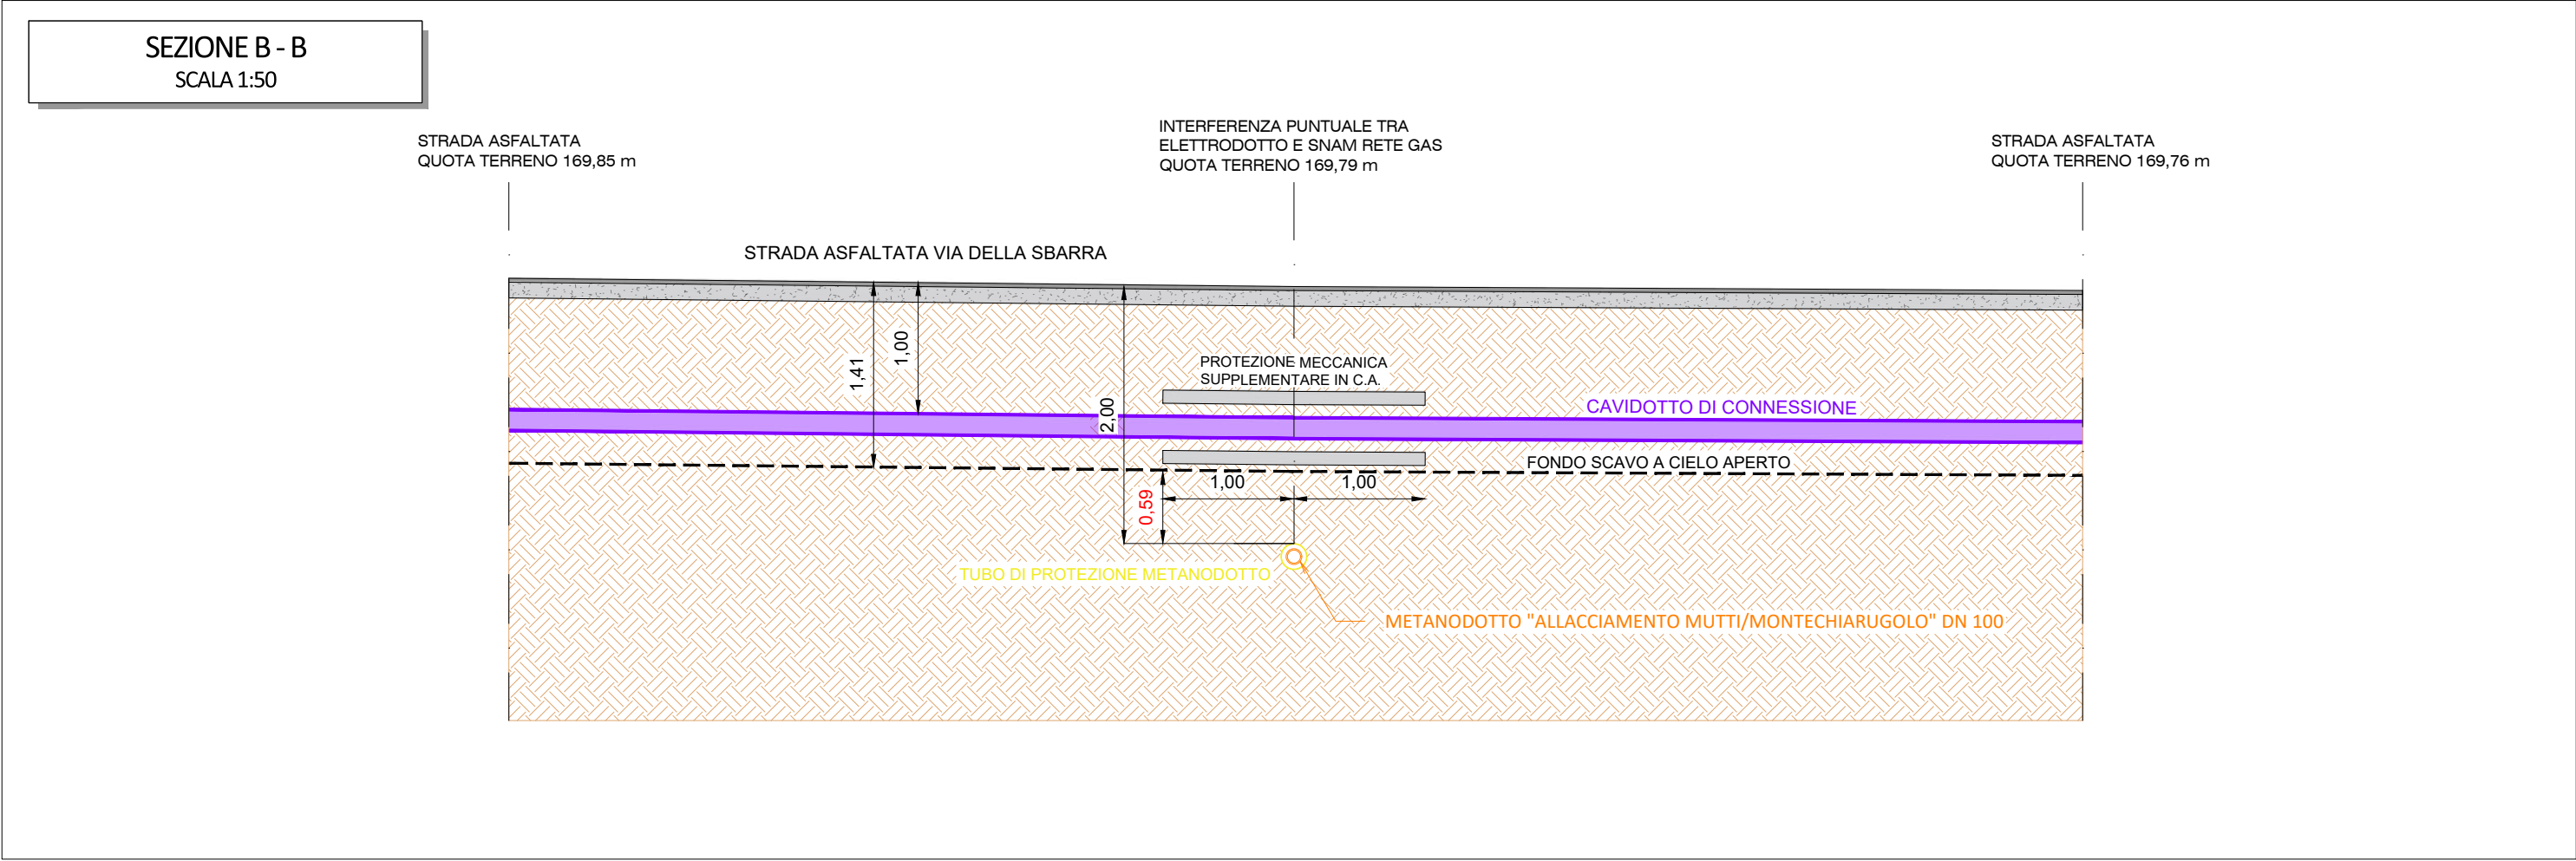 SEZIONE B - B
SCALA 1:50
STRADA ASFALTATA
QUOTA TERRENO 169,85 m
INTERFERENZA PUNTUALE TRA
ELETTRODOTTO E SNAM RETE GAS
QUOTA TERRENO 169,79 m
STRADA ASFALTATA
QUOTA TERRENO 169,76 m
STRADA ASFALTATA VIA DELLA SBARRA
1,41
1,00
2,00
PROTEZIONE MECCANICA
SUPPLEMENTARE IN C.A.
CAVIDOTTO DI CONNESSIONE
FONDO SCAVO A CIELO APERTO
0,59
1,00
1,00
TUBO DI PROTEZIONE METANODOTTO
METANODOTTO "ALLACCIAMENTO MUTTI/MONTECHIARUGOLO" DN 100